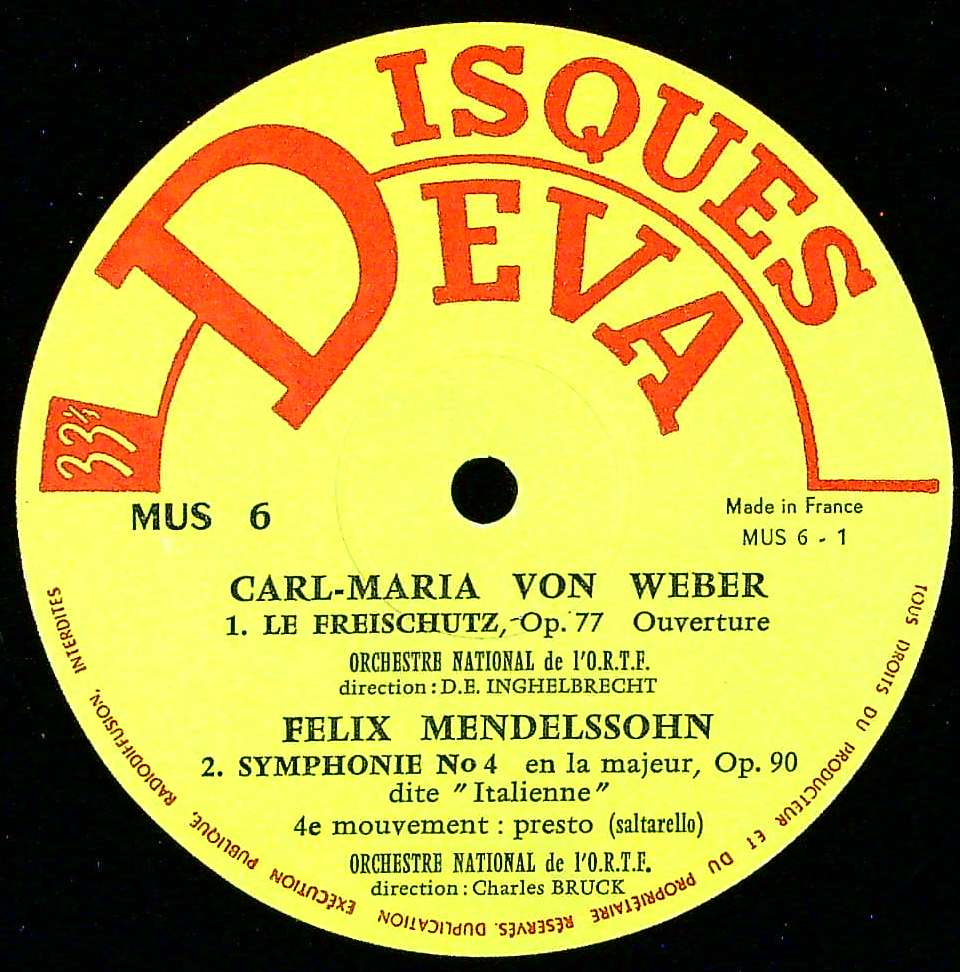 DISQUES
DEVA
33⅓
MUS 6
Made in France
MUS 6 - 1
CARL-MARIA VON WEBER
1. LE FREISCHUTZ, Op. 77 Ouverture
ORCHESTRE NATIONAL de l'O.R.T.F.
direction : D.E. INGHELBRECHT
FELIX MENDELSSOHN
2. SYMPHONIE No 4 en la majeur, Op. 90
dite "Italienne"
4e mouvement : presto (saltarello)
ORCHESTRE NATIONAL de l'O.R.T.F.
direction : Charles BRUCK
TOUS DROITS DU PRODUCTEUR ET DU PROPRIÉTAIRE RÉSERVÉS. DUPLICATION EXÉCUTION PUBLIQUE, RADIODIFFUSION, INTERDITES